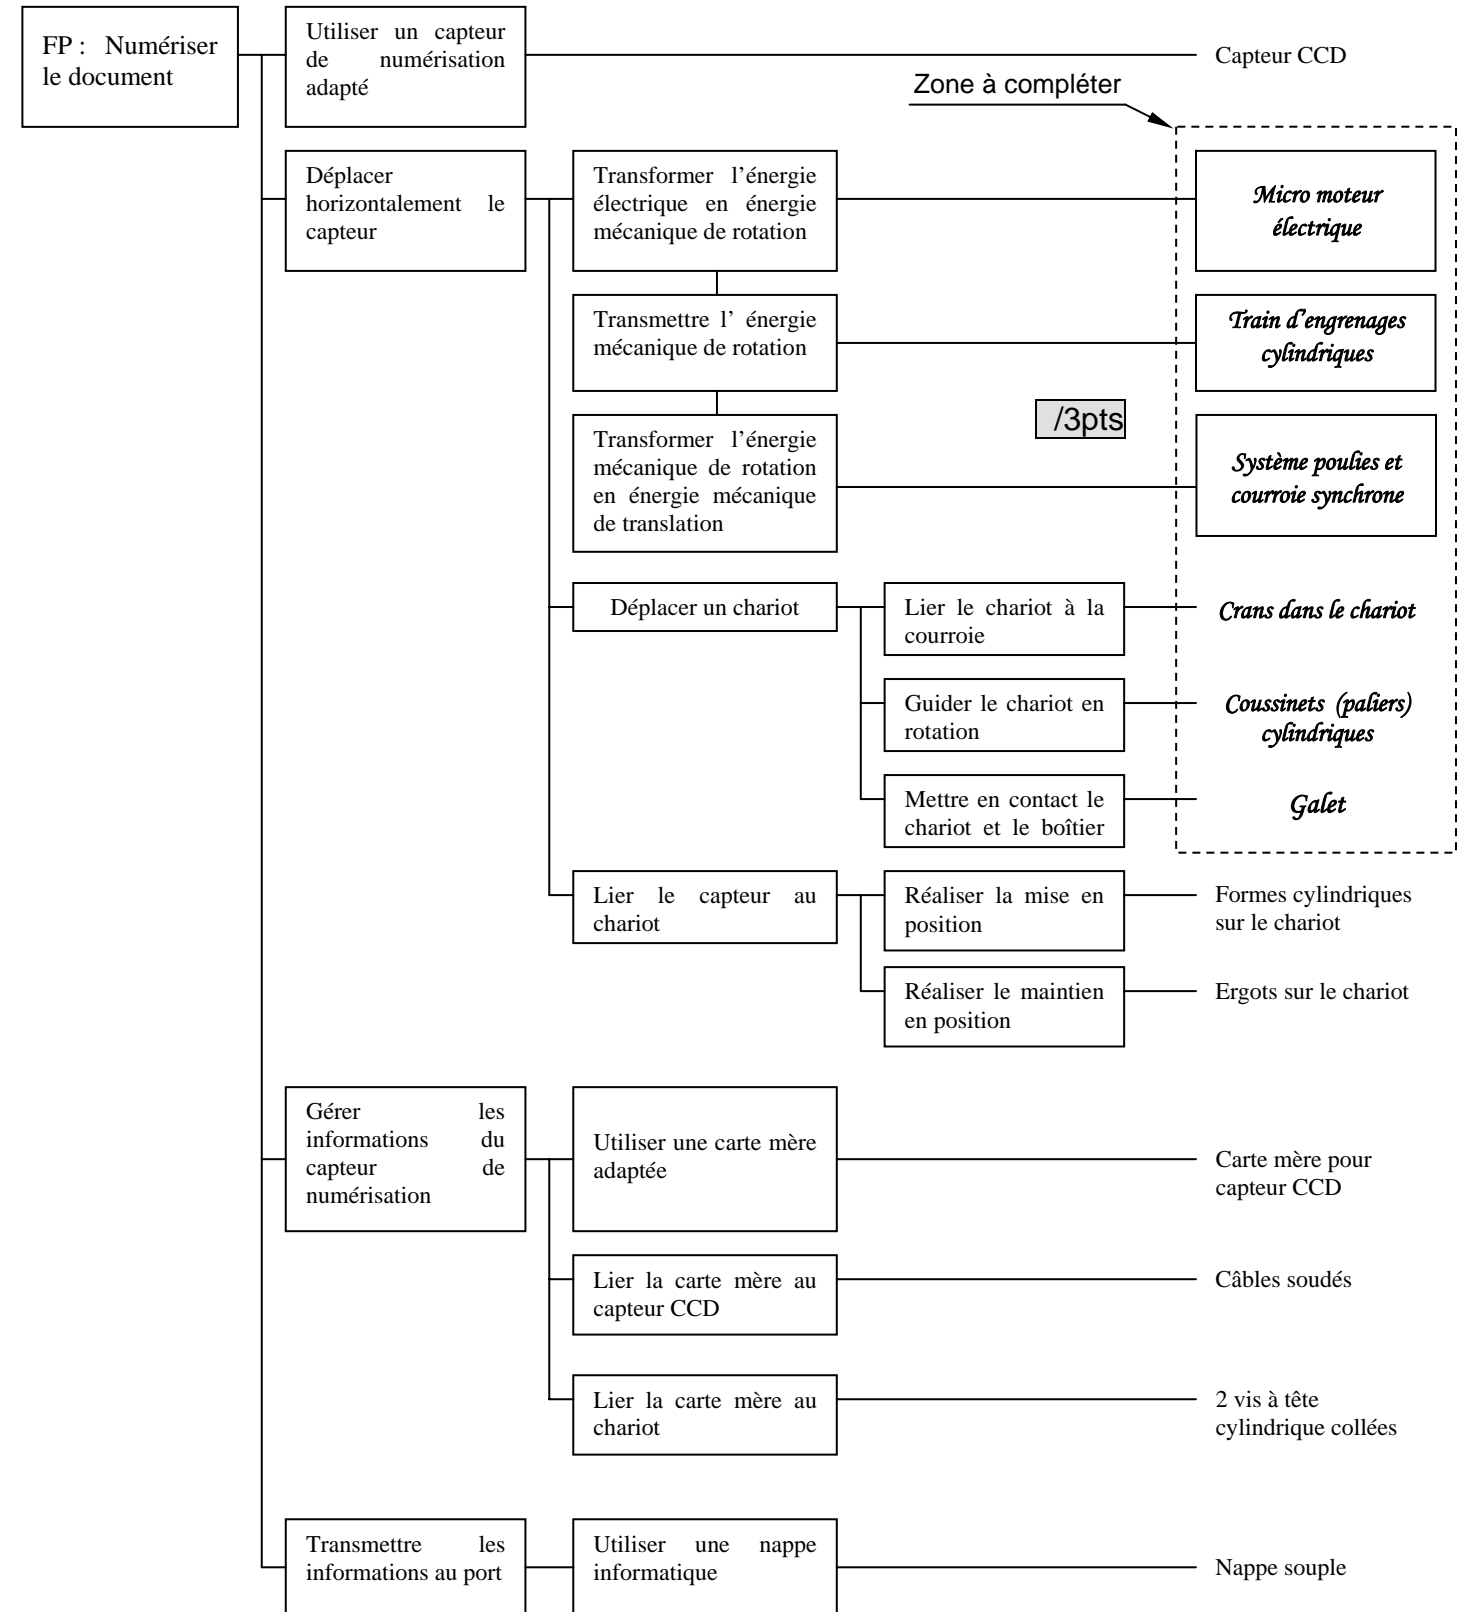 FP : Numériser
le document
Utiliser un capteur
de numérisation
adapté
Capteur CCD
Zone à compléter
Déplacer
horizontalement le
capteur
Transformer l'énergie
électrique en énergie
mécanique de rotation
Micro moteur
électrique
Transmettre l' énergie
mécanique de rotation
Train d'engrenages
cylindriques
/3pts
Transformer l'énergie
mécanique de rotation
en énergie mécanique
de translation
Système poulies et
courroie synchrone
Déplacer un chariot
Lier le chariot à la
courroie
Crans dans le chariot
Guider le chariot en
rotation
Coussinets (paliers)
cylindriques
Mettre en contact le
chariot et le boîtier
Galet
Lier le capteur au
chariot
Réaliser la mise en
position
Formes cylindriques
sur le chariot
Réaliser le maintien
en position
Ergots sur le chariot
Gérer les
informations du
capteur de
numérisation
Utiliser une carte mère
adaptée
Carte mère pour
capteur CCD
Lier la carte mère au
capteur CCD
Câbles soudés
Lier la carte mère au
chariot
2 vis à tête
cylindrique collées
Transmettre les
informations au port
Utiliser une nappe
informatique
Nappe souple